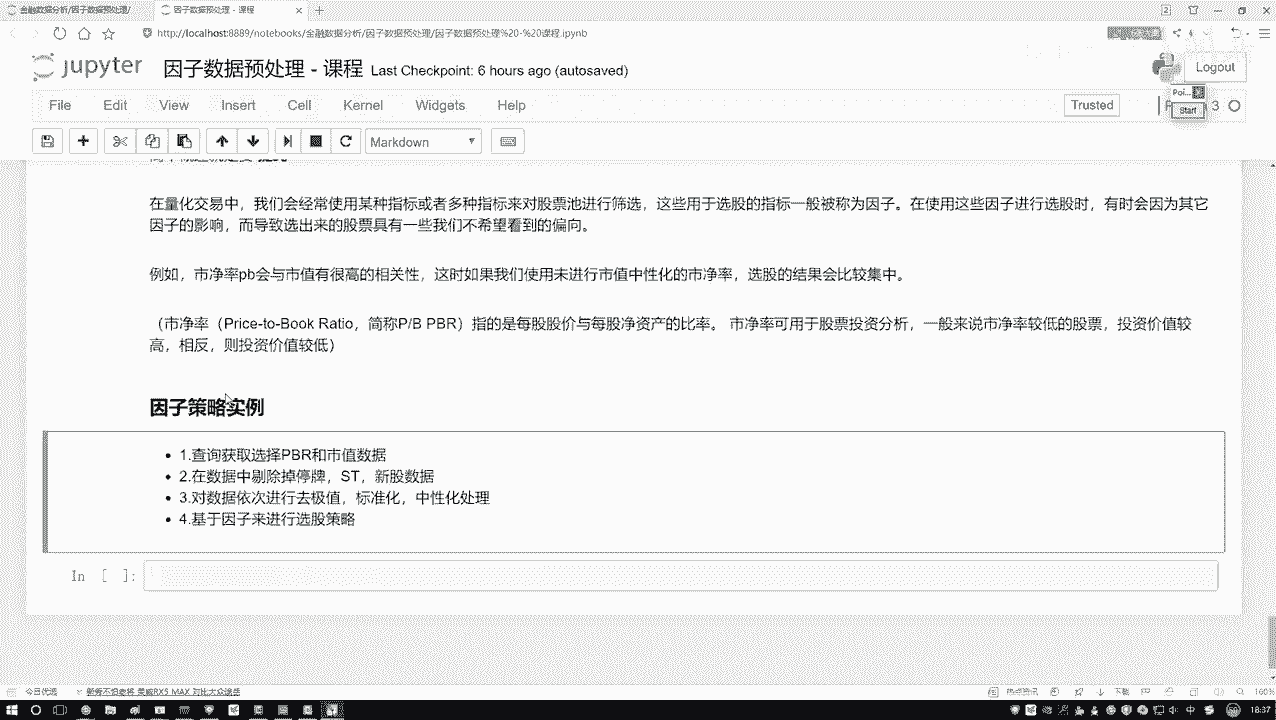 金融数据分析/因子数据预处理/
因子数据预处理 - 课程
http://localhost:8889/notebooks/金融数据分析/因子数据预处理/因子数据预处理%20-%20课程.ipynb
jupyter
因子数据预处理 - 课程
Last Checkpoint: 6 hours ago (autosaved)
Logout
Poi...
Start
File Edit View Insert Cell Kernel Widgets Help
Trusted
3
Markdown
在量化交易中，我们会经常使用某种指标或者多种指标来对股票池进行筛选，这些用于选股的指标一般被称为因子。在使用这些因子进行选股时，有时会因为其它
因子的影响，而导致选出来的股票具有一些我们不希望看到的偏向。
例如，市净率pb会与市值有很高的相关性，这时如果我们使用未进行市值中性化的市净率，选股的结果会比较集中。
（市净率（Price-to-Book Ratio，简称P/B PBR）指的是每股股价与每股净资产的比率。 市净率可用于股票投资分析，一般来说市净率较低的股票，投资价值较
高，相反，则投资价值较低）
因子策略实例
1.查询获取选择PBR和市值数据
2.在数据中剔除掉停牌，ST，新股数据
3.对数据依次进行去极值，标准化，中性化处理
4.基于因子来进行选股策略
In [ ]:
今日优选
热点资讯
下载
160%
中
18:37